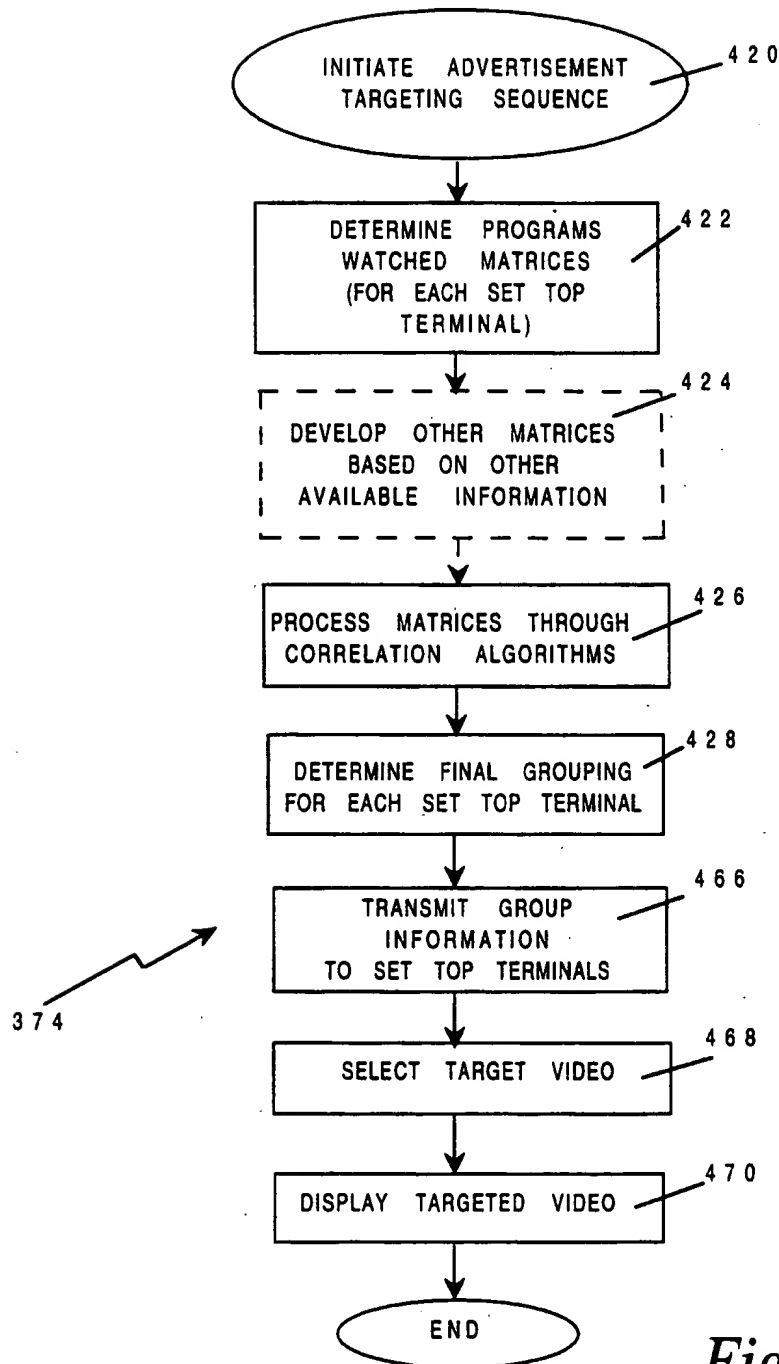 420
INITIATE ADVERTISEMENT
TARGETING SEQUENCE
422
DETERMINE PROGRAMS
WATCHED MATRICES
(FOR EACH SET TOP
TERMINAL)
424
DEVELOP OTHER MATRICES
BASED ON OTHER
AVAILABLE INFORMATION
426
PROCESS MATRICES THROUGH
CORRELATION ALGORITHMS
428
DETERMINE FINAL GROUPING
FOR EACH SET TOP TERMINAL
466
TRANSMIT GROUP
INFORMATION
TO SET TOP TERMINALS
374
468
SELECT TARGET VIDEO
470
DISPLAY TARGETED VIDEO
END